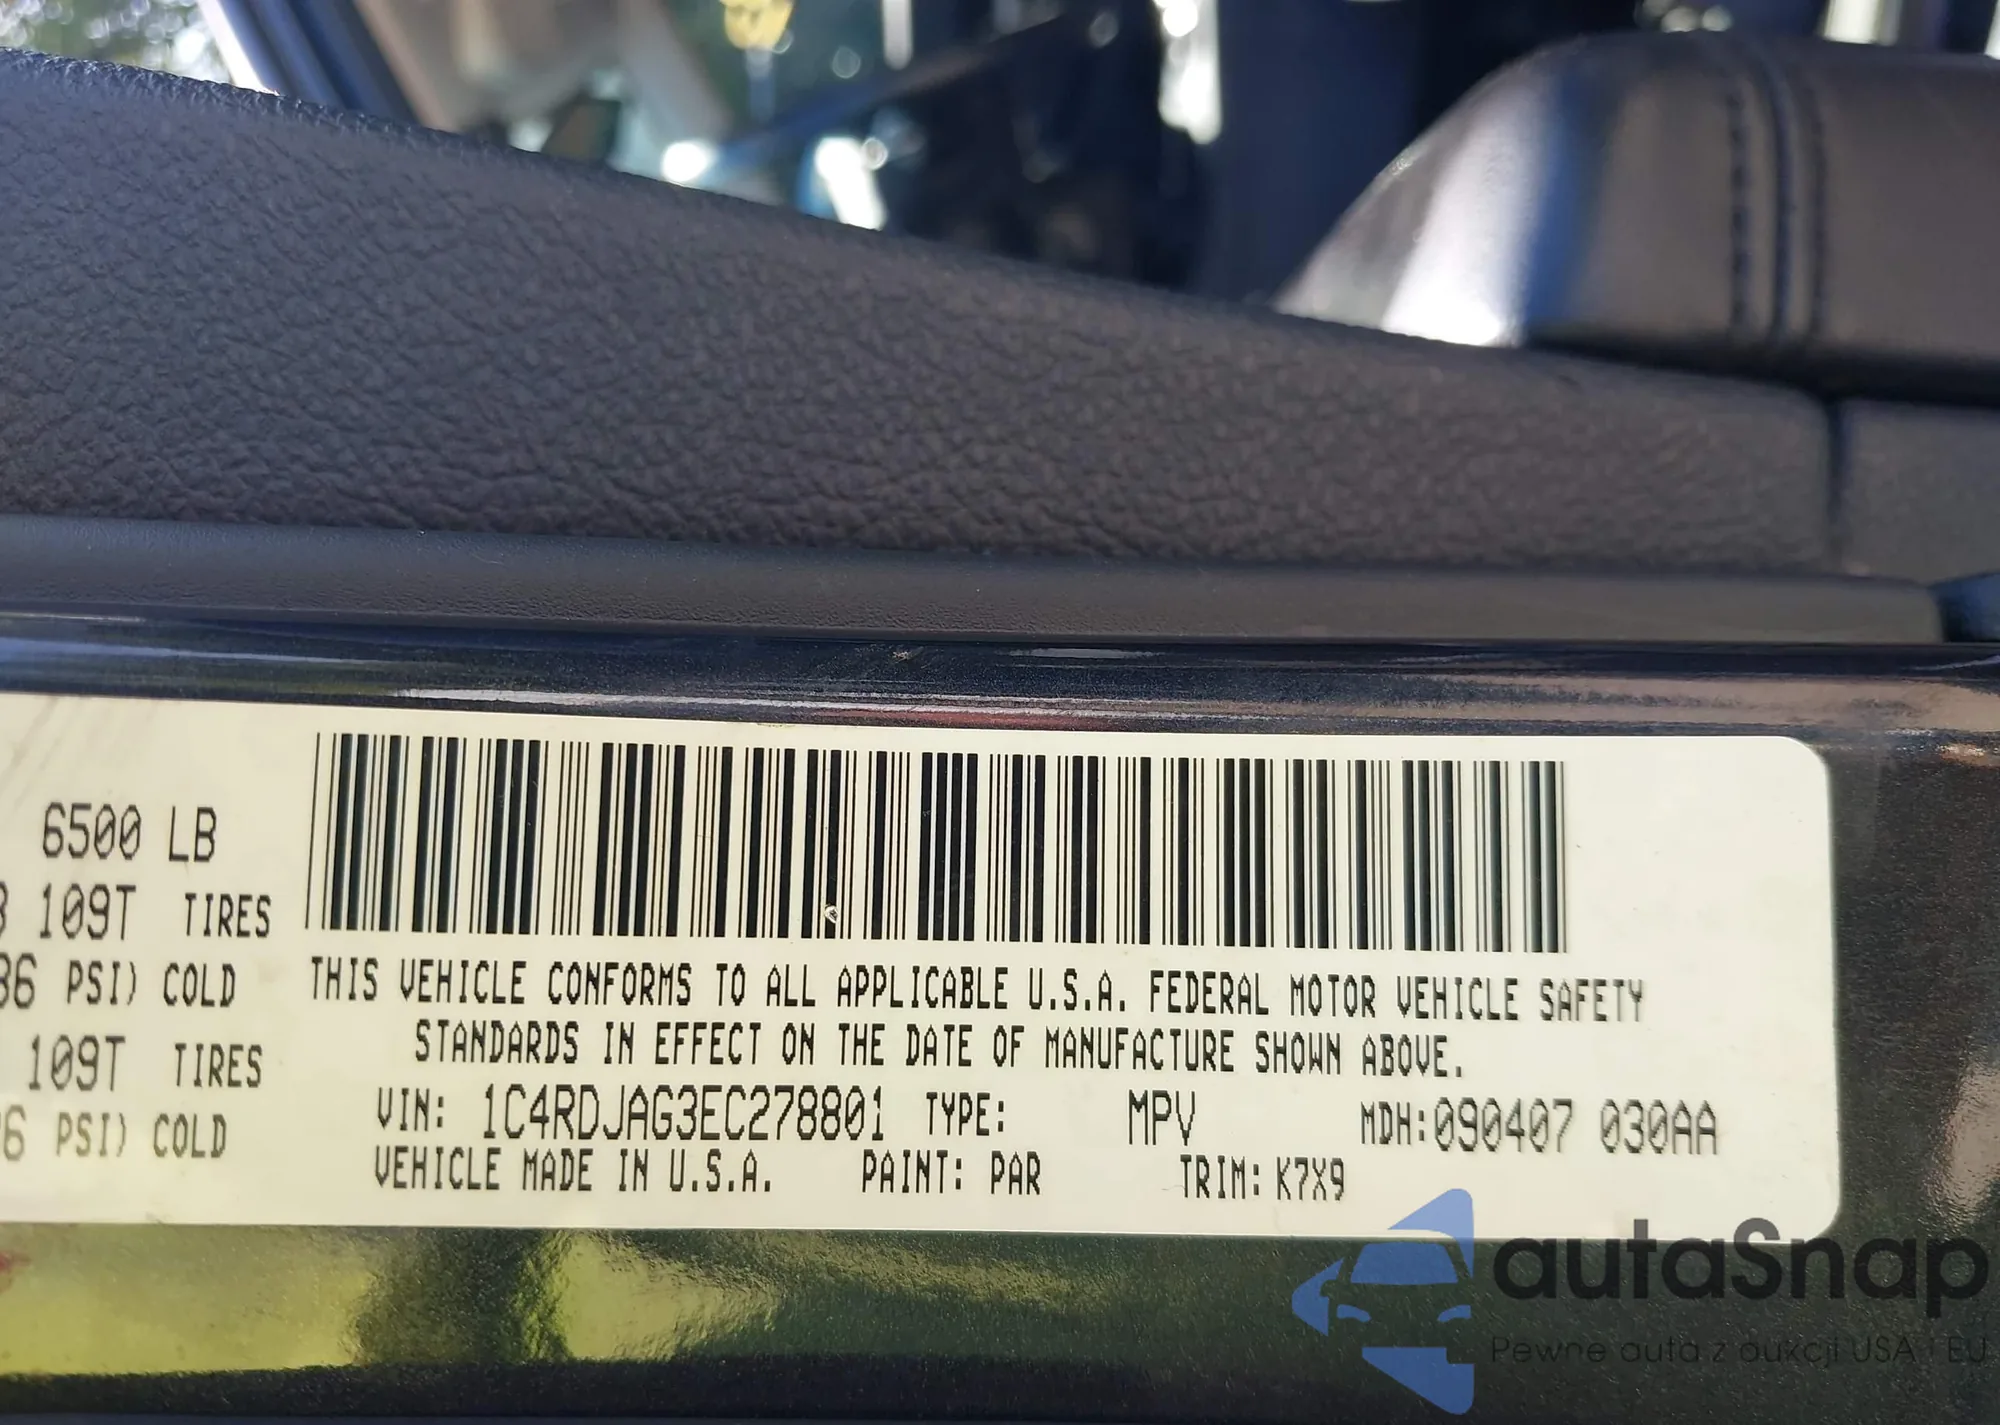 6500 LB
109T TIRES
36 PSI) COLD
109T TIRES
PSI) COLD
THIS VEHICLE CONFORMS TO ALL APPLICABLE U.S.A. FEDERAL MOTOR VEHICLE SAFETY
STANDARDS IN EFFECT ON THE DATE OF MANUFACTURE SHOWN ABOVE.
VIN: 1C4RDJAG3EC278801 TYPE: MPV MDH:090407 030AA
VEHICLE MADE IN U.S.A. PAINT: PAR TRIM: K7X9
autaSnap
Pewne auta z aukcji USA i EU